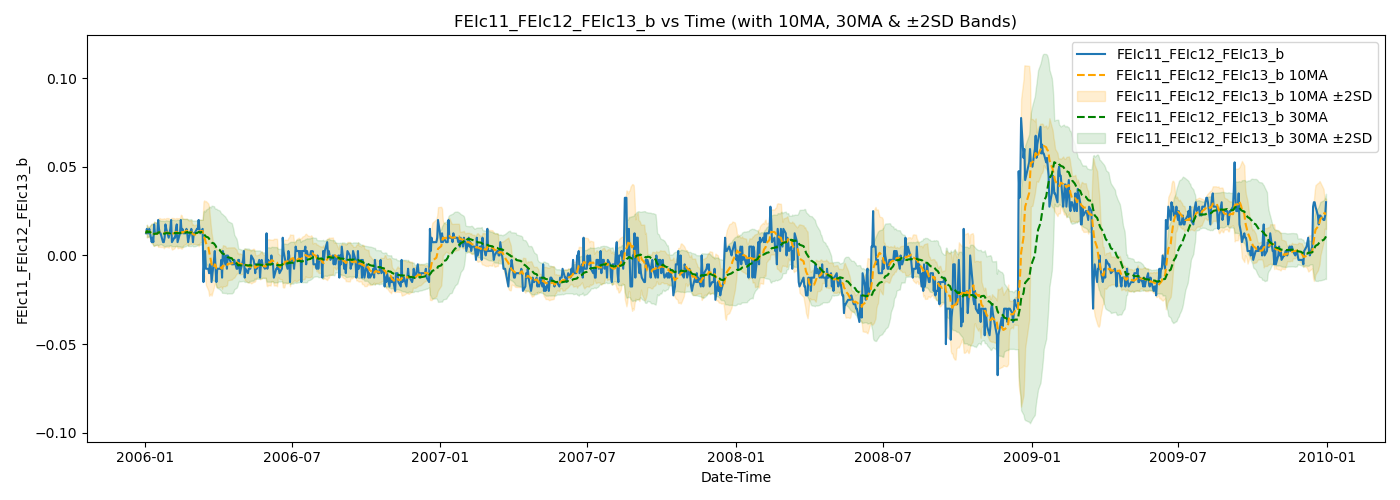 FEIc11_FEIc12_FEIc13_b vs Time (with 10MA, 30MA & ±2SD Bands)
FEIc11_FEIc12_FEIc13_b
FEIc11_FEIc12_FEIc13_b 10MA
FEIc11_FEIc12_FEIc13_b 10MA ±2SD
FEIc11_FEIc12_FEIc13_b 30MA
FEIc11_FEIc12_FEIc13_b 30MA ±2SD
FEIc11_FEIc12_FEIc13_b
0.10
0.05
0.00
−0.05
−0.10
2006-01 2006-07 2007-01 2007-07 2008-01 2008-07 2009-01 2009-07 2010-01
Date-Time